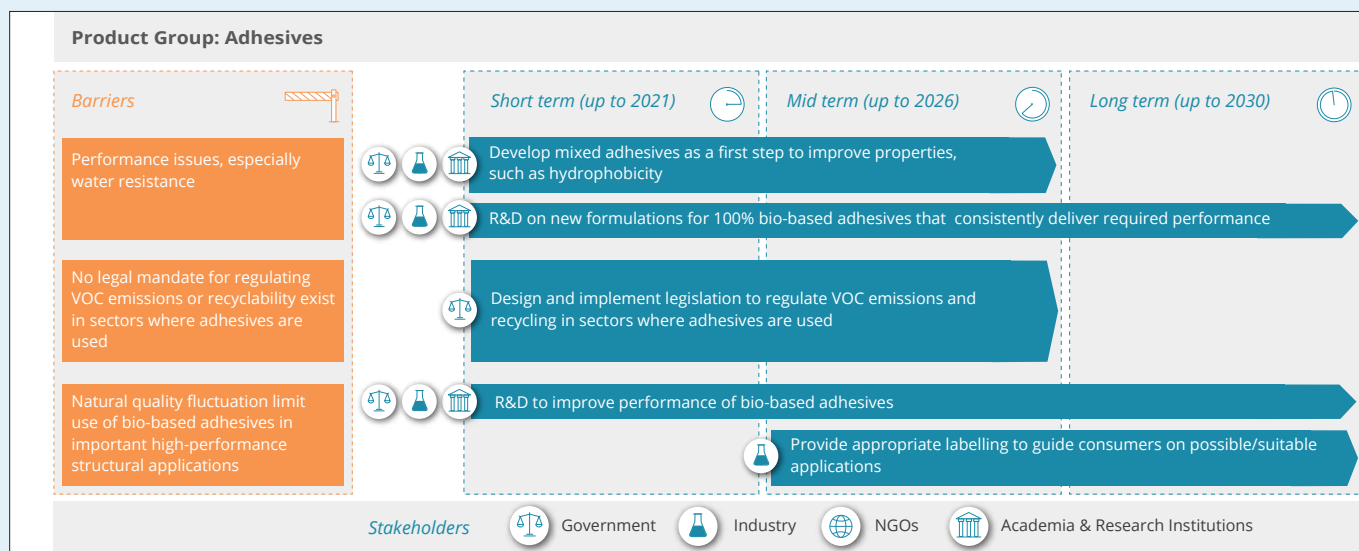 Product Group: Adhesives
Barriers
Short term (up to 2021)
Mid term (up to 2026)
Long term (up to 2030)
Performance issues, especially
water resistance
Develop mixed adhesives as a first step to improve properties,
such as hydrophobicity
R&D on new formulations for 100% bio-based adhesives that consistently deliver required performance
No legal mandate for regulating
VOC emissions or recyclability exist
in sectors where adhesives are
used
Design and implement legislation to regulate VOC emissions and
recycling in sectors where adhesives are used
Natural quality fluctuation limit
use of bio-based adhesives in
important high-performance
structural applications
R&D to improve performance of bio-based adhesives
Provide appropriate labelling to guide consumers on possible/suitable
applications
Stakeholders
Government
Industry
NGOs
Academia & Research Institutions